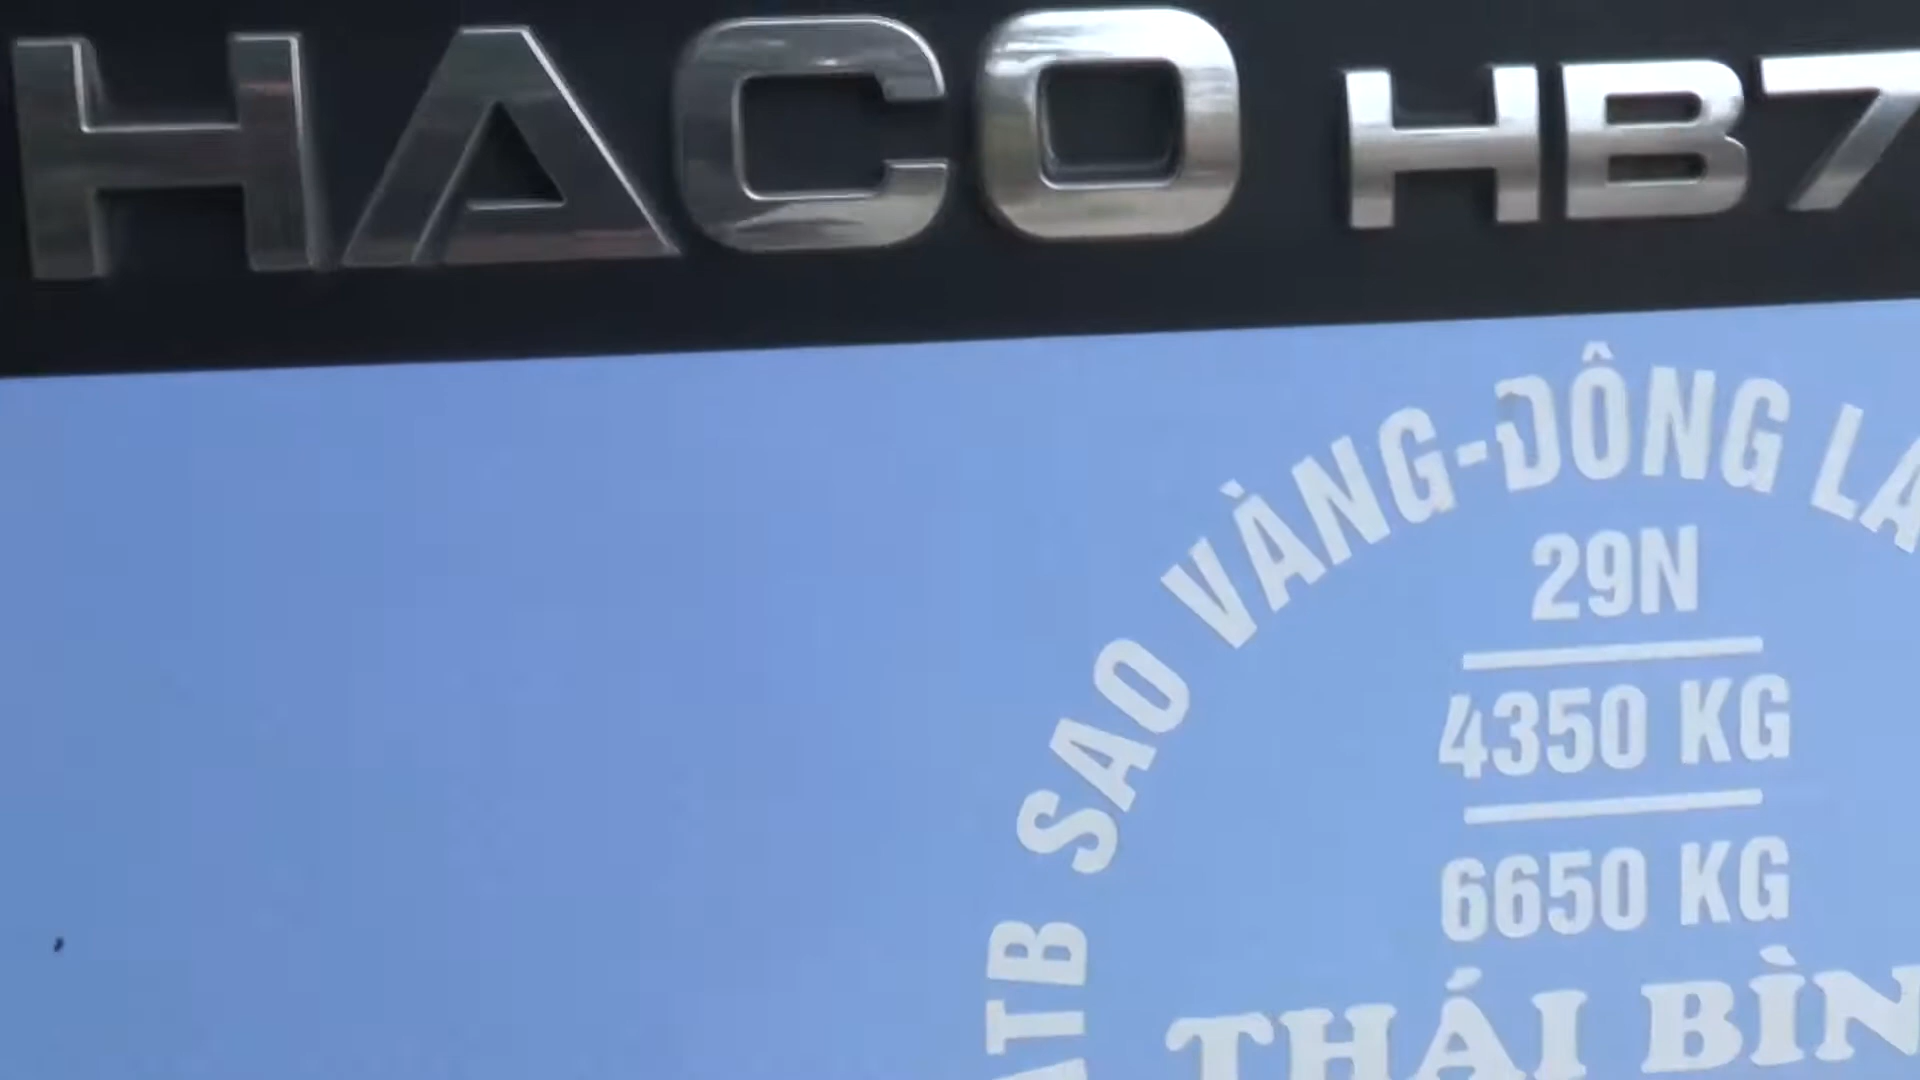 HACO HB7
ATB SAO VÀNG-ĐÔNG LA
29N
4350 KG
6650 KG
THÁI BÌN